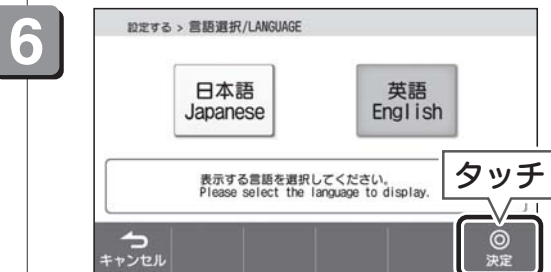 6
設定する > 言語選択/LANGUAGE
日本語
Japanese
英語
English
表示する言語を選択してください。
Please select the language to display.
タッチ
キャンセル
決定